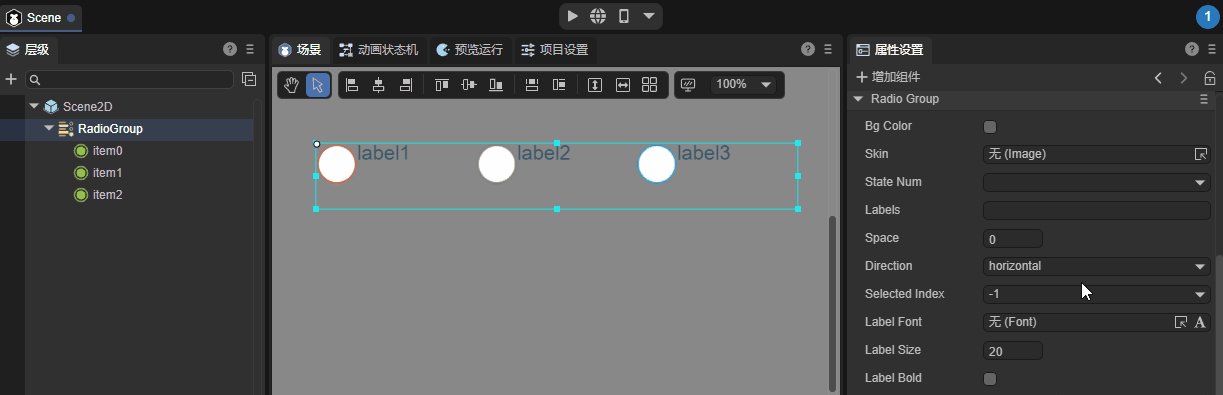 Scene
1
层级
Scene2D
RadioGroup
item0
item1
item2
场景
动画状态机
预览运行
项目设置
100%
label1
label2
label3
属性设置
增加组件
Radio Group
Bg Color
Skin
无 (Image)
State Num
Labels
Space
0
Direction
horizontal
Selected Index
-1
Label Font
无 (Font)
Label Size
20
Label Bold